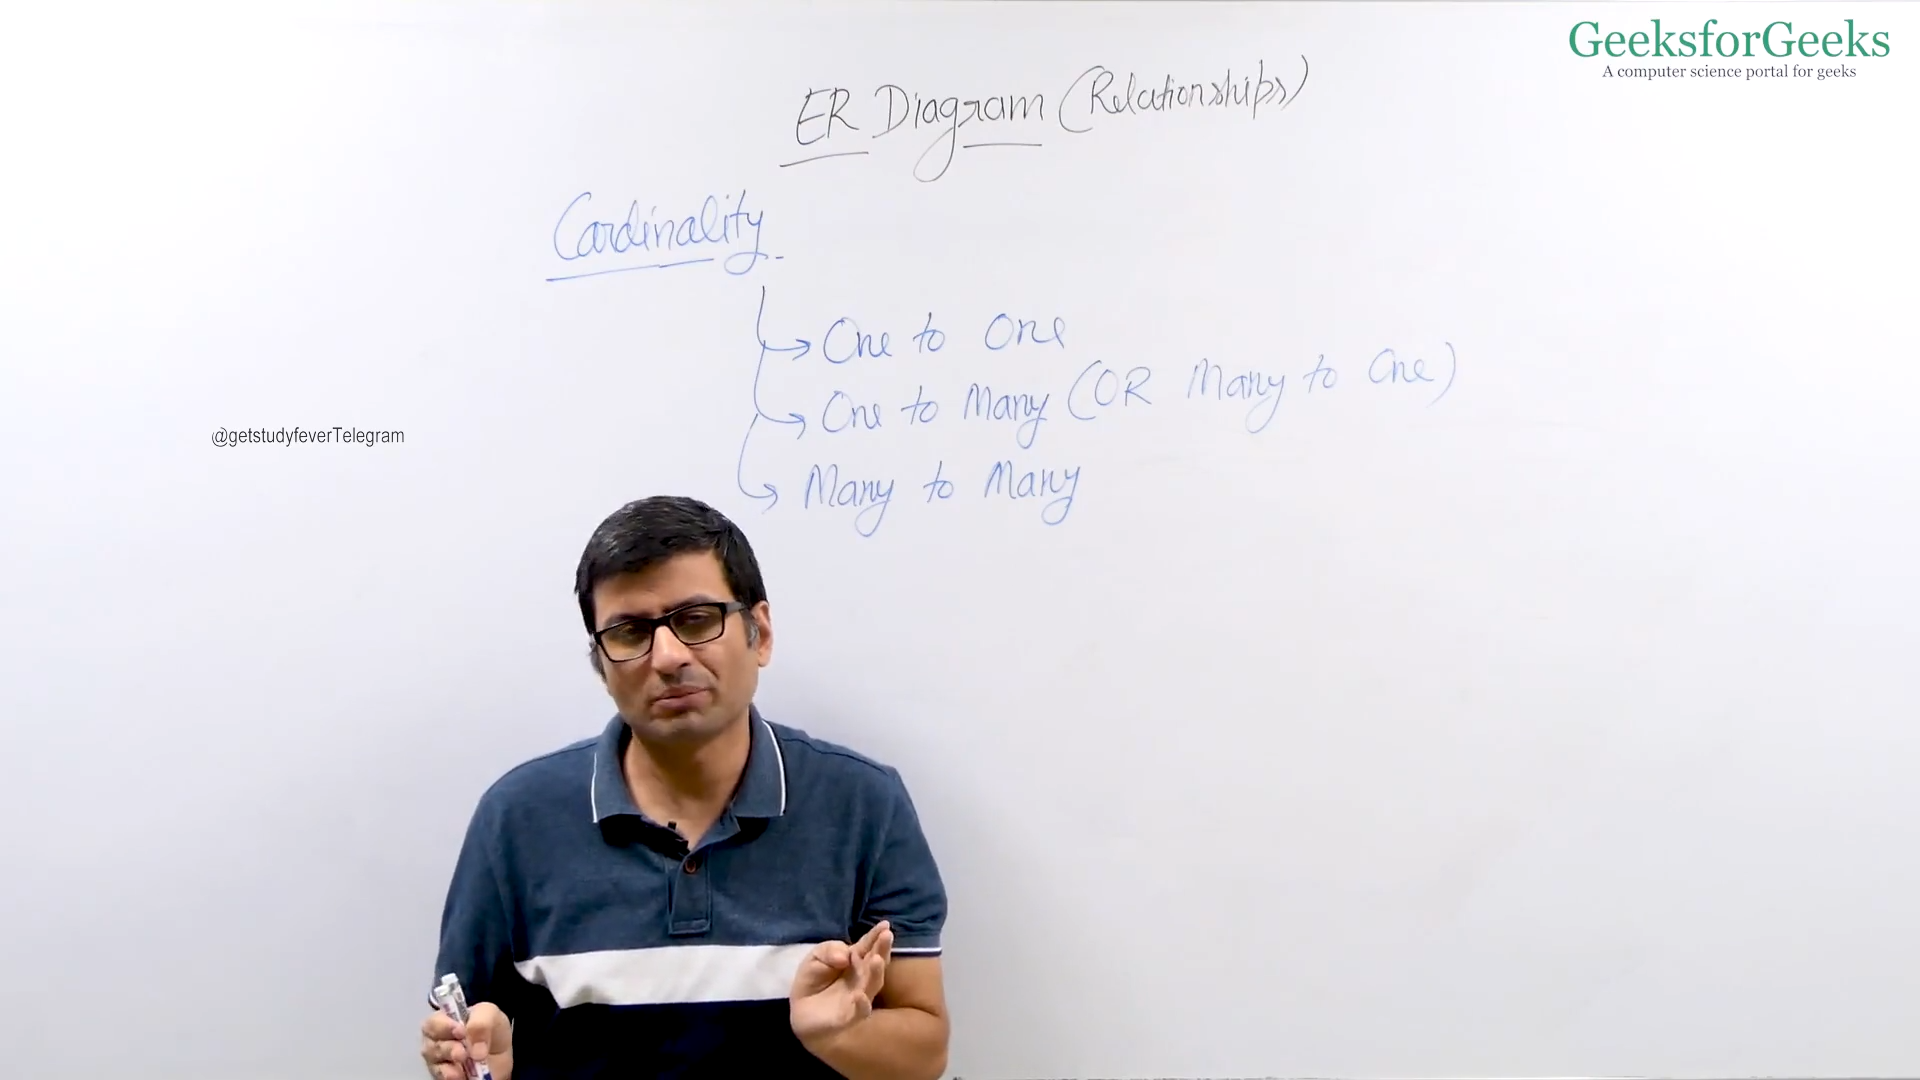 GeeksforGeeks
A computer science portal for geeks
ER Diagram (Relationships)
Cardinality
One to One
One to Many (OR Many to One)
@getstudyfeverTelegram
Many to Many